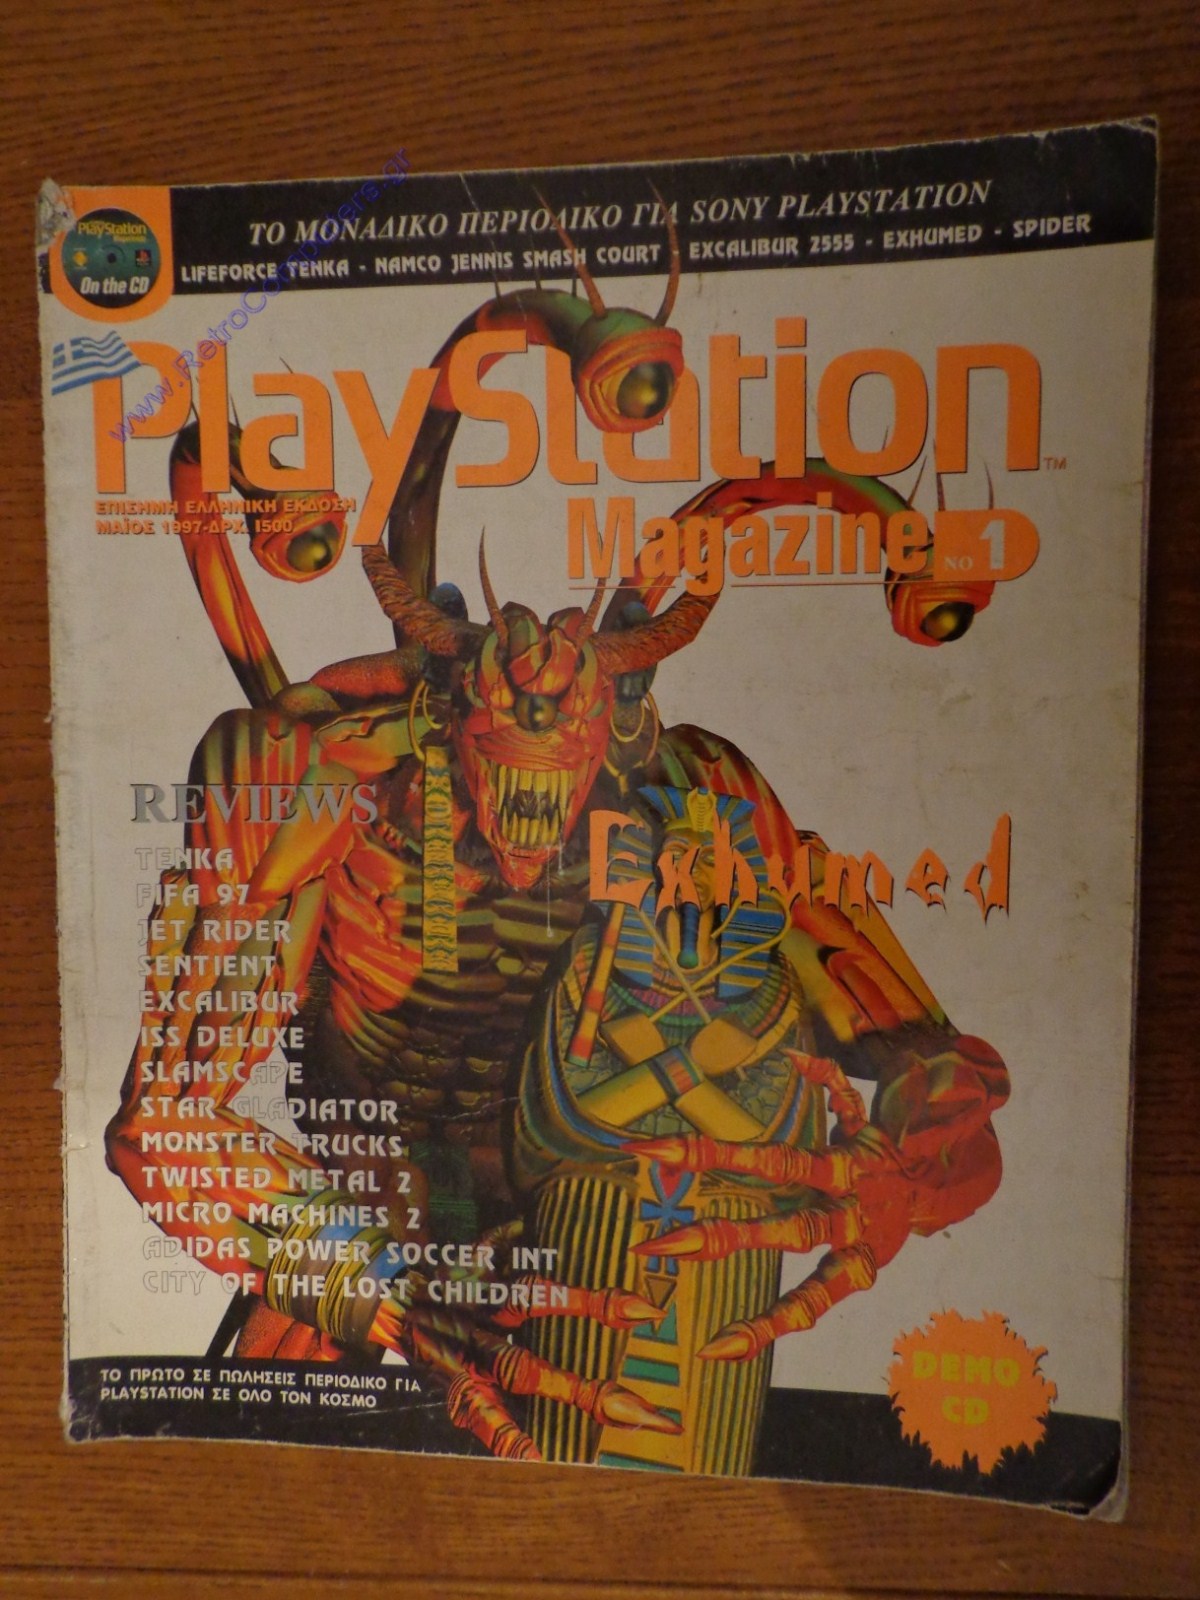 ΤΟ ΜΟΝΑΔΙΚΟ ΠΕΡΙΟΔΙΚΟ ΓΙΑ SONY PLAYSTATION
LIFEFORCE TENKA - NAMCO JENNIS SMASH COURT - EXCALIBUR 2555 - EXHUMED - SPIDER
PlayStation
On the CD
www.RetroComputers.gr
PlayStation™
ΕΠΙΣΗΜΗ ΕΛΛΗΝΙΚΗ ΕΚΔΟΣΗ
ΜΑΪΟΣ 1997-ΔΡΧ. 1500
Magazine NO 1
REVIEWS
Exhumed
TENKA
FIFA 97
JET RIDER
SENTIENT
EXCALIBUR
ISS DELUXE
SLAMSCAPE
STAR GLADIATOR
MONSTER TRUCKS
TWISTED METAL 2
MICRO MACHINES 2
ADIDAS POWER SOCCER INT
CITY OF THE LOST CHILDREN
ΤΟ ΠΡΩΤΟ ΣΕ ΠΩΛΗΣΕΙΣ ΠΕΡΙΟΔΙΚΟ ΓΙΑ
PLAYSTATION ΣΕ ΟΛΟ ΤΟΝ ΚΟΣΜΟ
DEMO
CD